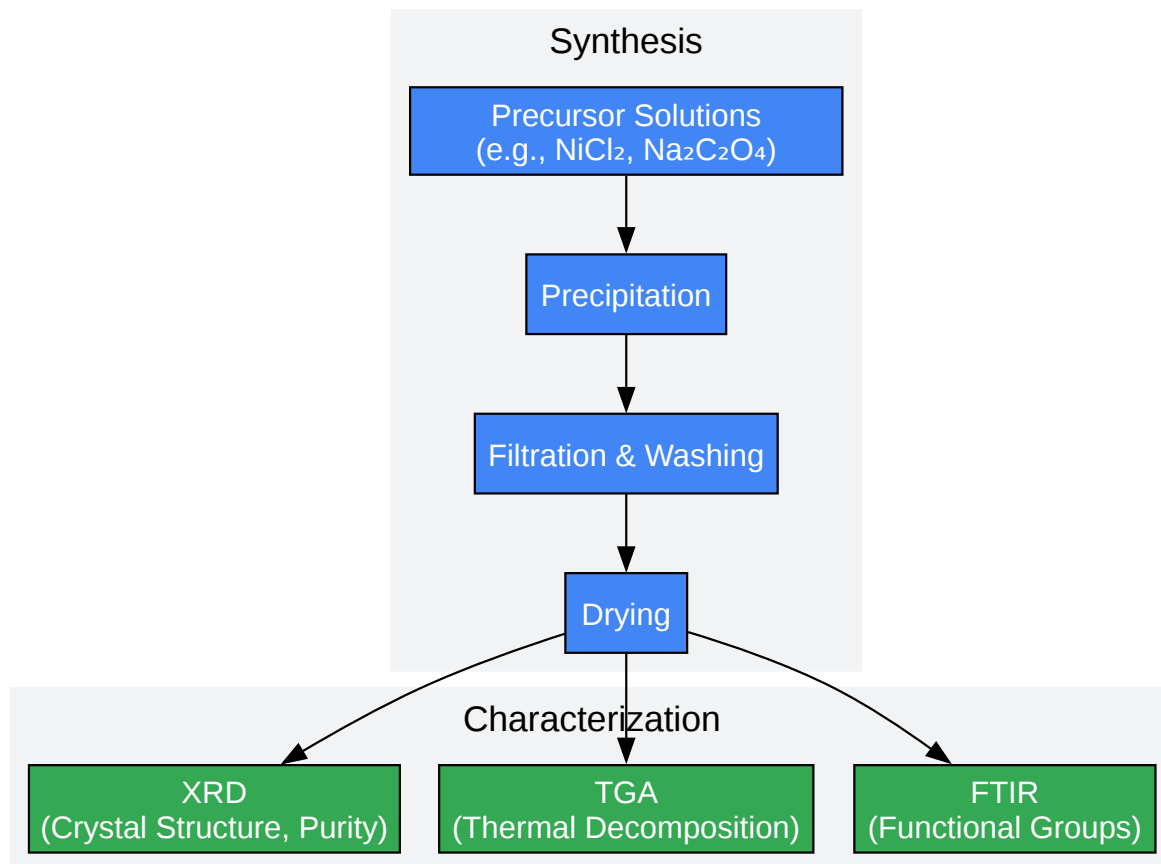 Synthesis
Precursor Solutions
(e.g., NiCl₂, Na₂C₂O₄)
Precipitation
Filtration & Washing
Drying
Characterization
XRD
(Crystal Structure, Purity)
TGA
(Thermal Decomposition)
FTIR
(Functional Groups)